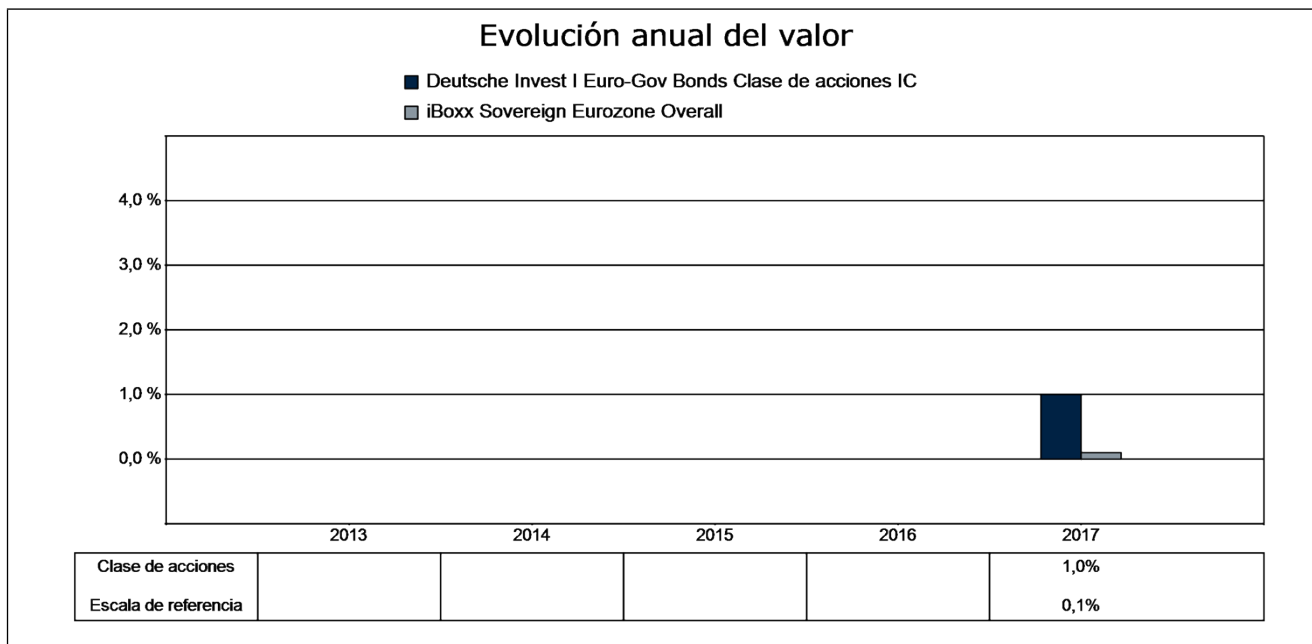 Evolución anual del valor
Deutsche Invest I Euro-Gov Bonds Clase de acciones IC
iBoxx Sovereign Eurozone Overall
4,0 %
3,0 %
2,0 %
1,0 %
0,0 %
2013 2014 2015 2016 2017
Clase de acciones 1,0%
Escala de referencia 0,1%